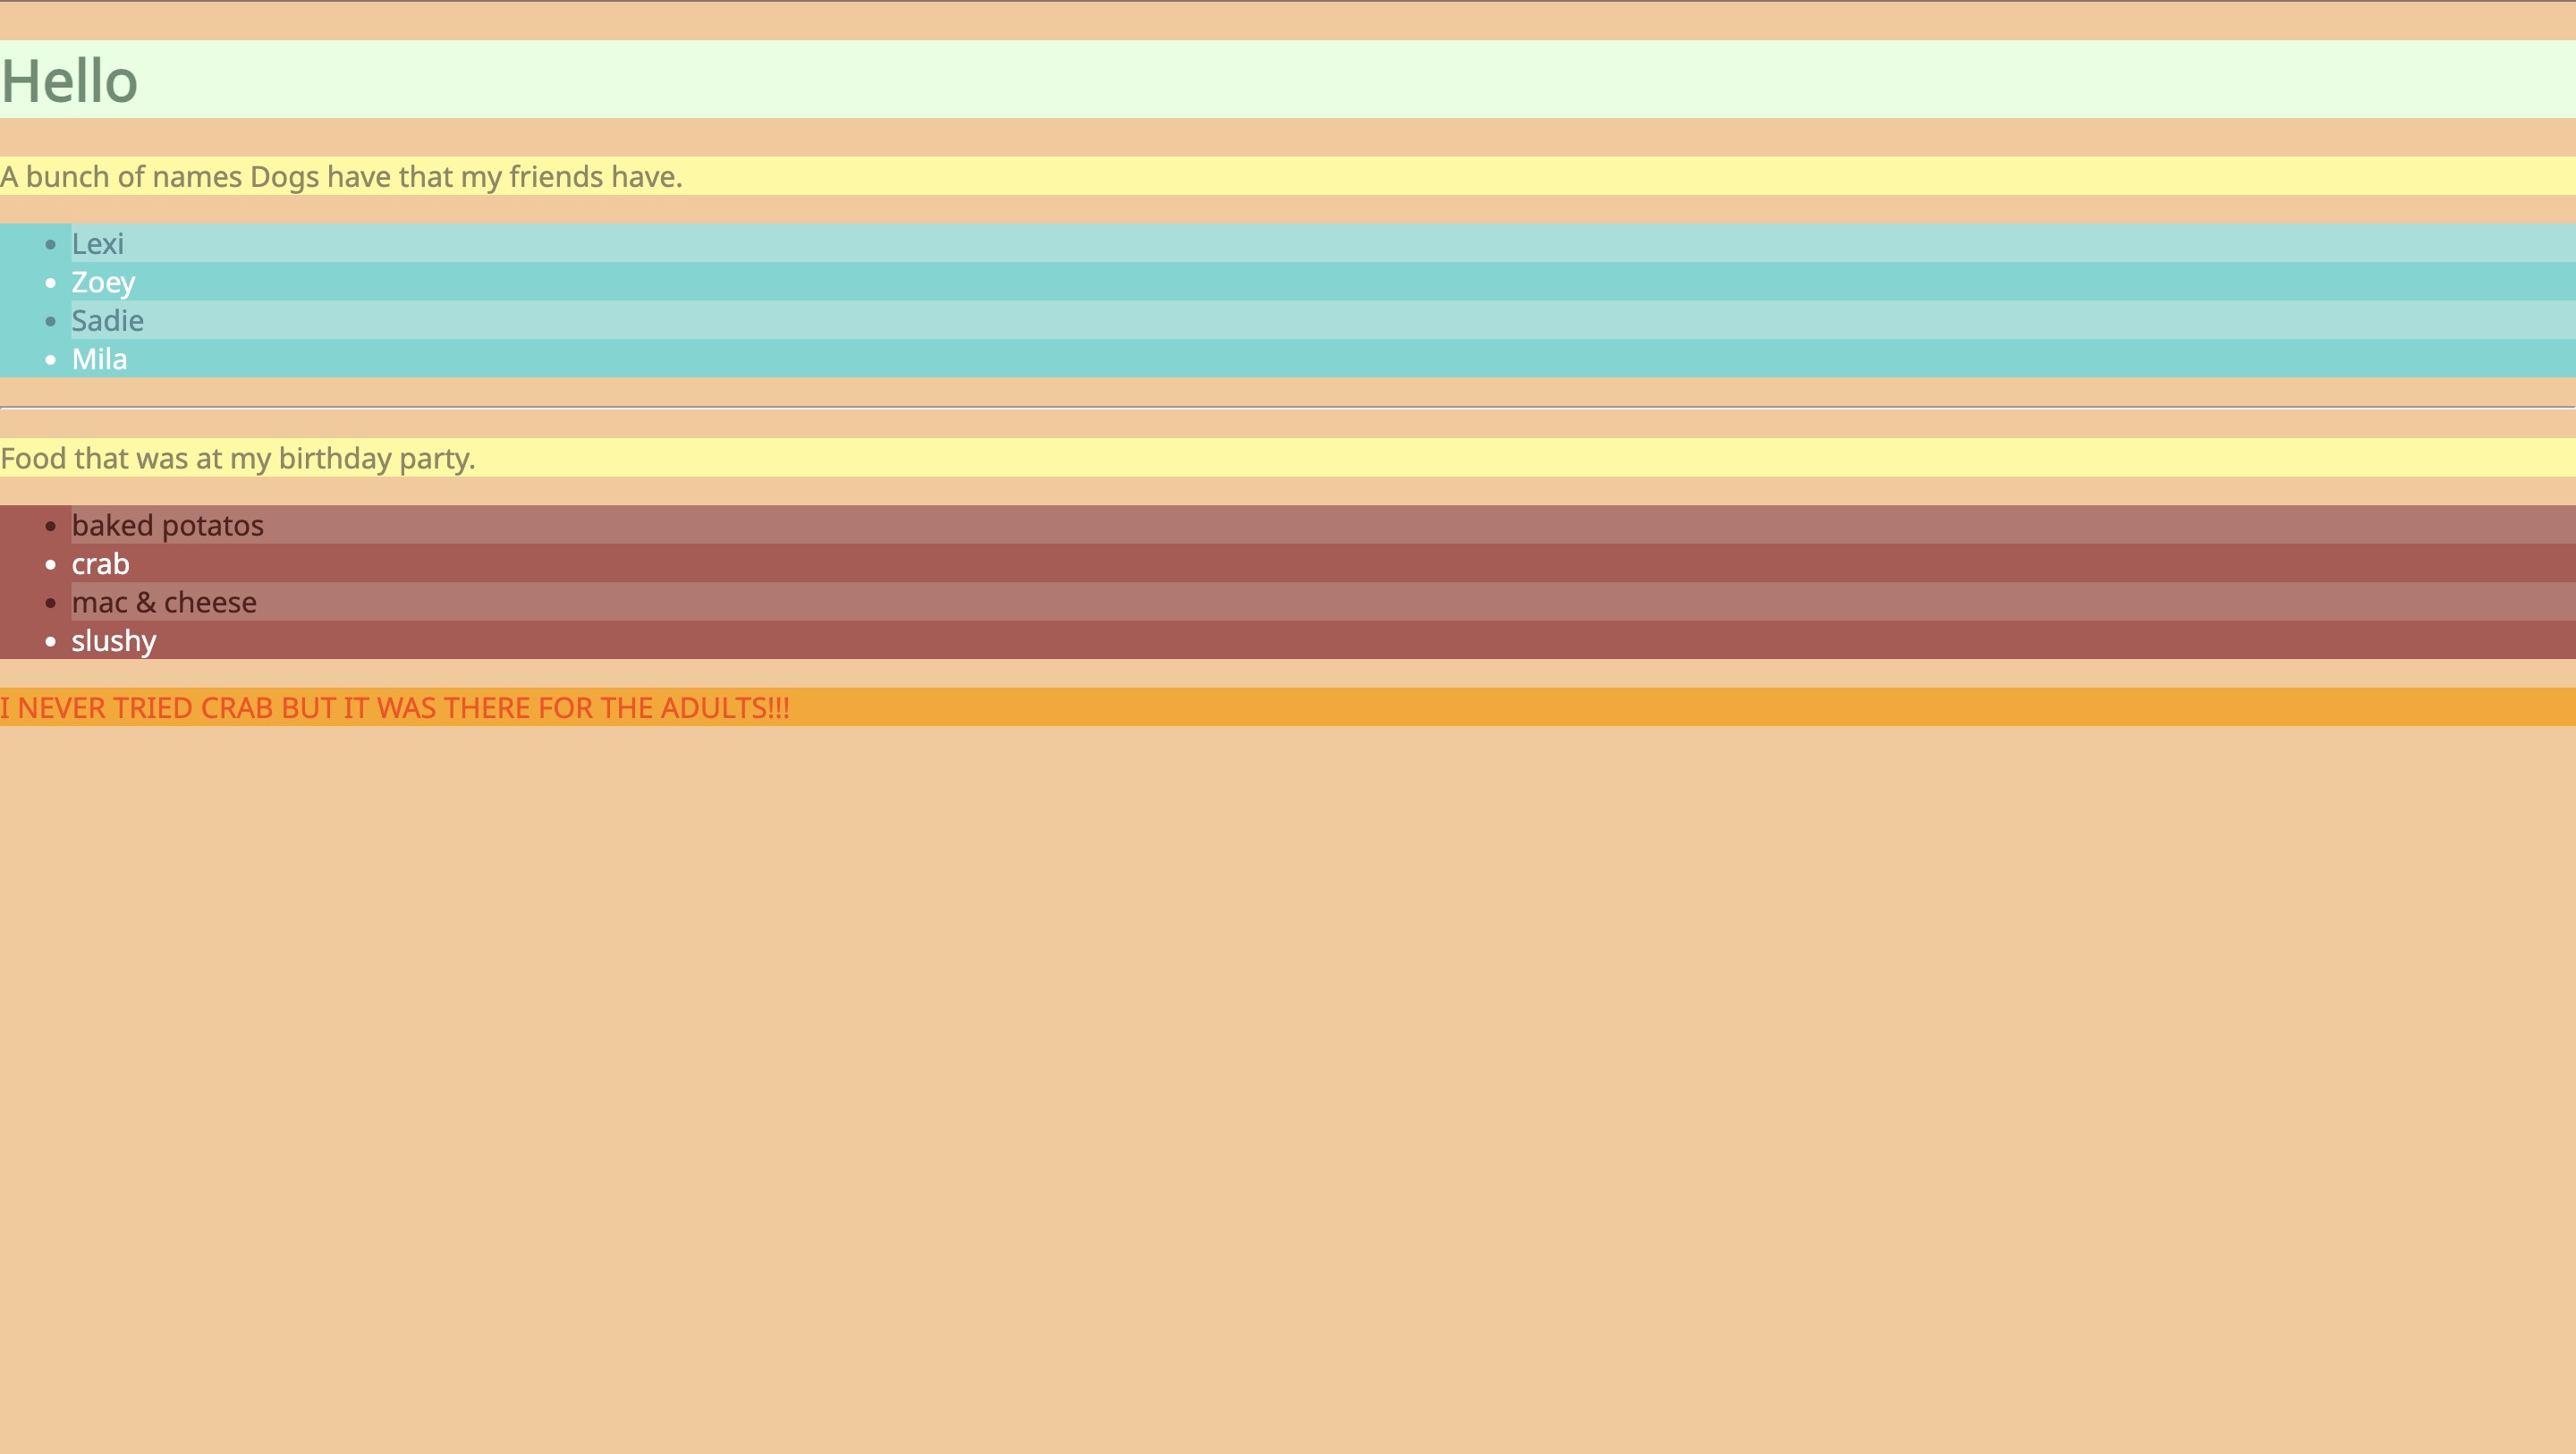 Hello
A bunch of names Dogs have that my friends have.
Lexi
Zoey
Sadie
Mila
Food that was at my birthday party.
baked potatos
crab
mac & cheese
slushy
I NEVER TRIED CRAB BUT IT WAS THERE FOR THE ADULTS!!!